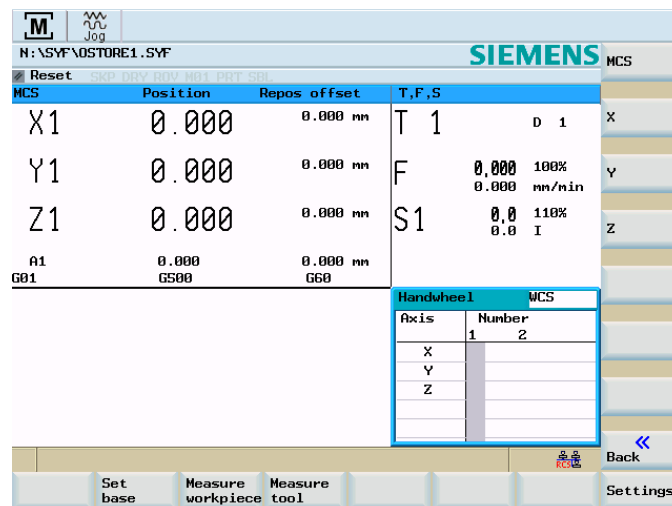 M
Jog
N:\SYF\OSTORE1.SYF
SIEMENS
MCS
Reset SKP DRY ROV M01 PRT SBL
MCS Position Repos offset T,F,S
X1 0.000 0.000 mm T 1 D 1 X
Y1 0.000 0.000 mm F 0,000 100% Y
0.000 mm/min
Z1 0.000 0.000 mm S1 0,0 110% Z
0.0 I
A1 0.000 0.000 mm
G01 G500 G60
Handwheel WCS
Axis Number
1 2
X
Y
Z
RCS
Back
Set base
Measure workpiece
Measure tool
Settings